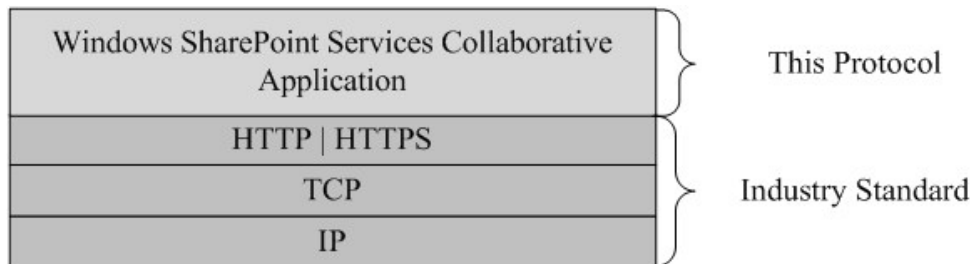 Windows SharePoint Services Collaborative
Application
This Protocol
HTTP | HTTPS
TCP
Industry Standard
IP